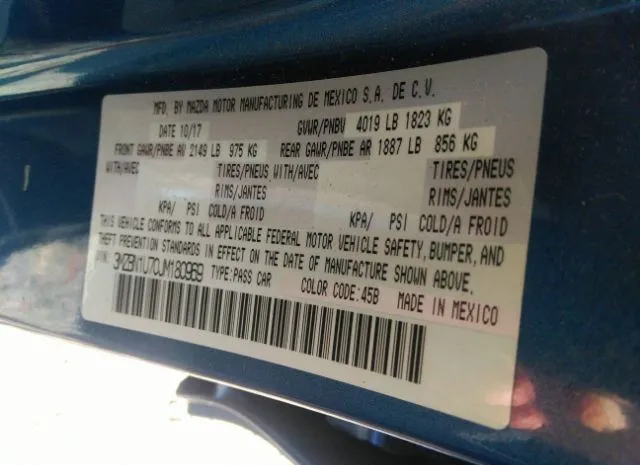 MFD. BY MAZDA MOTOR MANUFACTURING DE MEXICO S.A. DE C.V.
DATE 10/17 GVWR/PNBV 4019 LB 1823 KG
FRONT GAWR/PNBE AV 2149 LB 975 KG REAR GAWR/PNBE AR 1887 LB 856 KG
WITH/AVEC TIRES/PNEUS WITH/AVEC TIRES/PNEUS
RIMS/JANTES RIMS/JANTES
KPA/ PSI COLD/A FROID KPA/ PSI COLD/A FROID
THIS VEHICLE CONFORMS TO ALL APPLICABLE FEDERAL MOTOR VEHICLE SAFETY, BUMPER, AND
THEFT PREVENTION STANDARDS IN EFFECT ON THE DATE OF MANUFACTURE SHOWN ABOVE.
3MZBN1U70JM180969 TYPE:PASS CAR COLOR CODE:45B MADE IN MEXICO